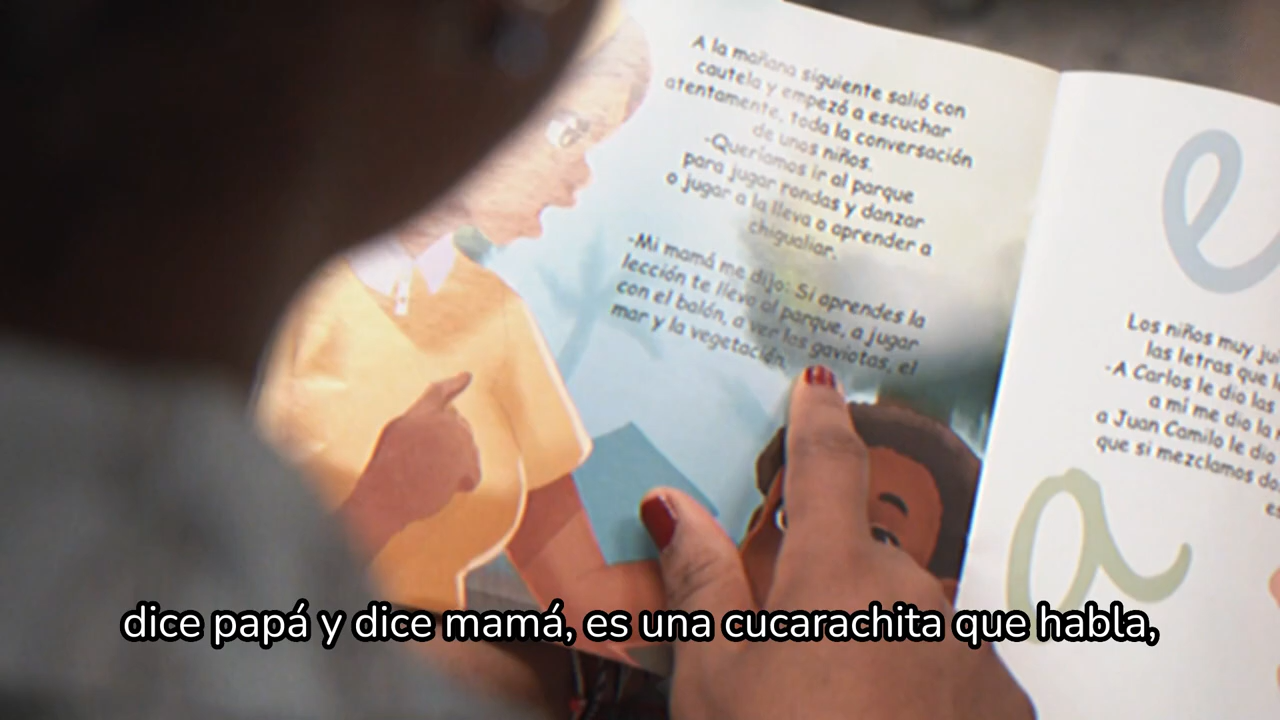 A la mañana siguiente salió con
cautela y empezó a escuchar
atentamente, toda la conversación
de unos niños.
-Queríamos ir al parque
para jugar rondas y danzar
o jugar a la lleva o aprender a
chigualiar.
-Mi mamá me dijo: Si aprendes la
lección te llevo al parque, a jugar
con el balón, a ver las gaviotas, el
mar y la vegetación.
e
Los niños muy
las letras que
-A Carlos le dio las
a mí me dio la
a Juan Camilo le dio
que si mezclamos
a
dice papá y dice mamá, es una cucarachita que habla,